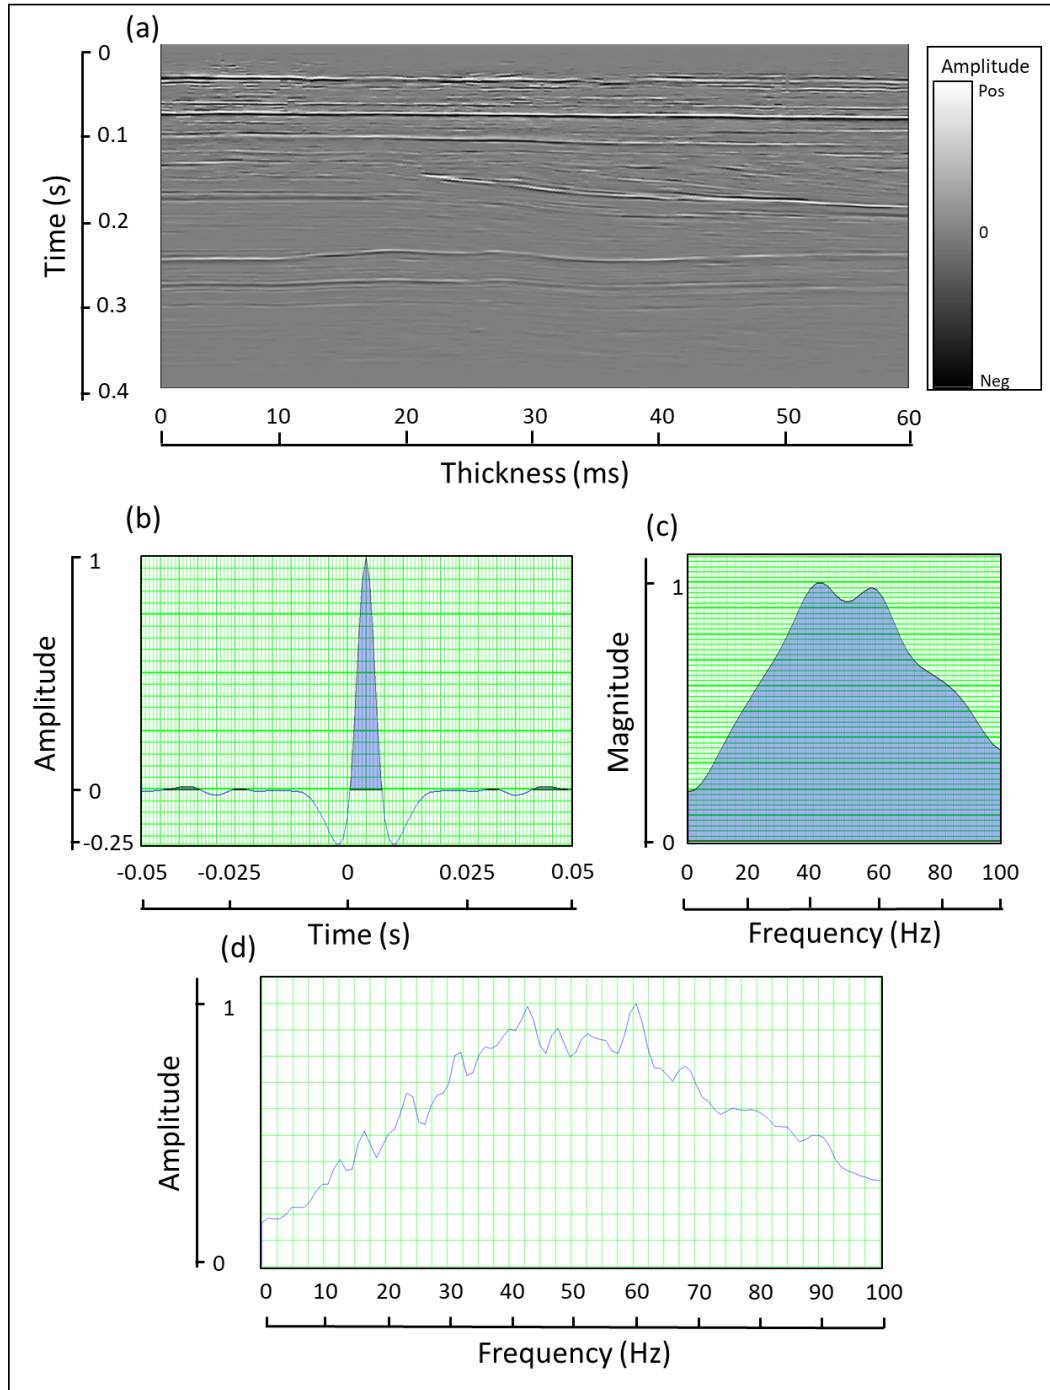 (a)
0
0.1
0.2
0.3
0.4
Time (s)
0 10 20 30 40 50 60
Thickness (ms)
Amplitude
Pos
0
Neg
(b)
1
0
-0.25
Amplitude
-0.05 -0.025 0 0.025 0.05
Time (s)
(c)
1
0
Magnitude
0 20 40 60 80 100
Frequency (Hz)
(d)
1
0
Amplitude
0 10 20 30 40 50 60 70 80 90 100
Frequency (Hz)